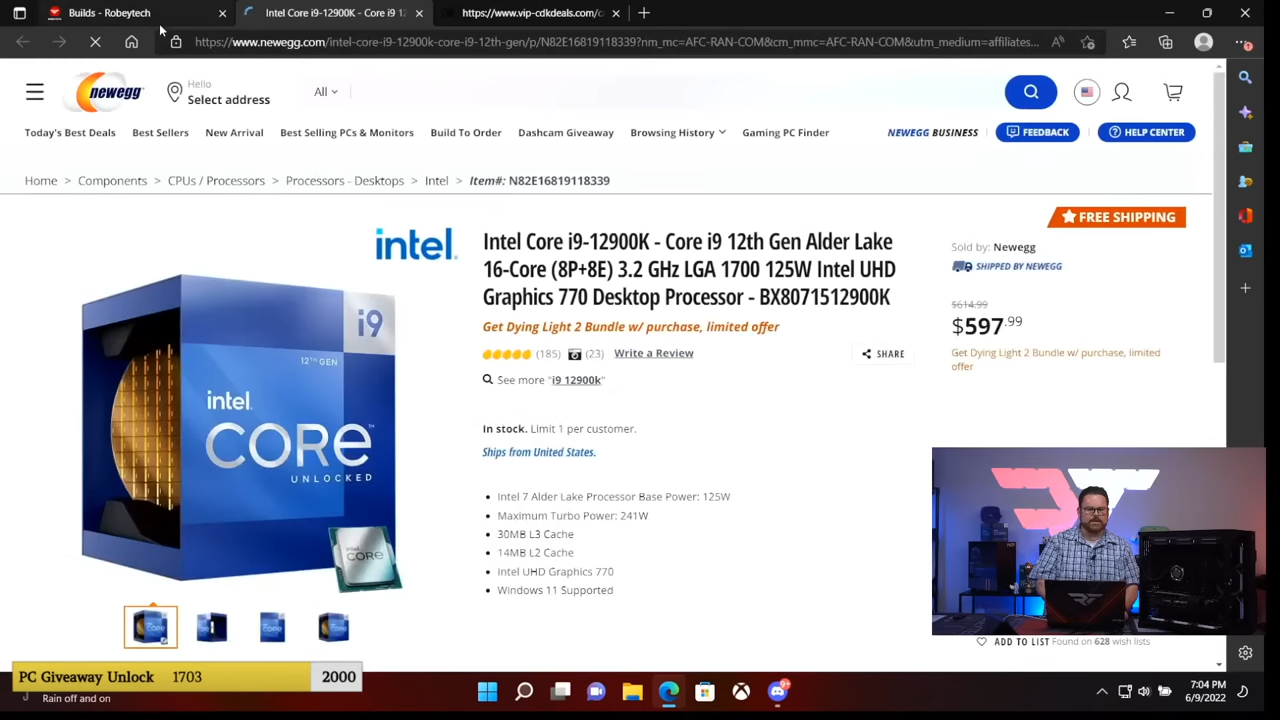 Builds - Robeytech
Intel Core i9-12900K - Core i9 12
https://www.vip-cdkdeals.com/c
https://www.newegg.com/intel-core-i9-12900k-core-i9-12th-gen/p/N82E16819118339?nm_mc=AFC-RAN-COM&cm_mmc=AFC-RAN-COM&utm_medium=affiliates...
newegg
Hello
Select address
All
Today's Best Deals
Best Sellers
New Arrival
Best Selling PCs & Monitors
Build To Order
Dashcam Giveaway
Browsing History
Gaming PC Finder
NEWEGG BUSINESS
FEEDBACK
HELP CENTER
Home > Components > CPUs / Processors > Processors - Desktops > Intel > Item#: N82E16819118339
FREE SHIPPING
intel.
Intel Core i9-12900K - Core i9 12th Gen Alder Lake
16-Core (8P+8E) 3.2 GHz LGA 1700 125W Intel UHD
Graphics 770 Desktop Processor - BX8071512900K
Get Dying Light 2 Bundle w/ purchase, limited offer
(185)
(23)
Write a Review
SHARE
See more "i9 12900k"
In stock. Limit 1 per customer.
Ships from United States.
• Intel 7 Alder Lake Processor Base Power: 125W
• Maximum Turbo Power: 241W
• 30MB L3 Cache
• 14MB L2 Cache
• Intel UHD Graphics 770
• Windows 11 Supported
Sold by: Newegg
SHIPPED BY NEWEGG
$614.99
$597.99
Get Dying Light 2 Bundle w/ purchase, limited
offer
i9
12TH GEN
intel.
CORE™
UNLOCKED
intel
CORE
ADD TO LIST Found on 628 wish lists
PC Giveaway Unlock 1703 2000
Rain off and on
7:04 PM
6/9/2022